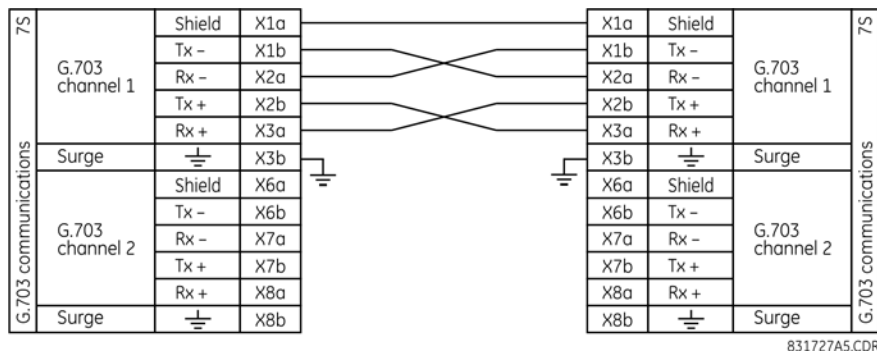 7S
G.703 communications
G.703
channel 1
Shield X1a
Tx – X1b
Rx – X2a
Tx + X2b
Rx + X3a
Surge X3b
G.703
channel 2
Shield X6a
Tx – X6b
Rx – X7a
Tx + X7b
Rx + X8a
Surge X8b
X1a Shield
X1b Tx –
X2a Rx –
X2b Tx +
X3a Rx +
G.703
channel 1
X3b Surge
X6a Shield
X6b Tx –
X7a Rx –
X7b Tx +
X8a Rx +
G.703
channel 2
X8b Surge
7S
G.703 communications
831727A5.CDR